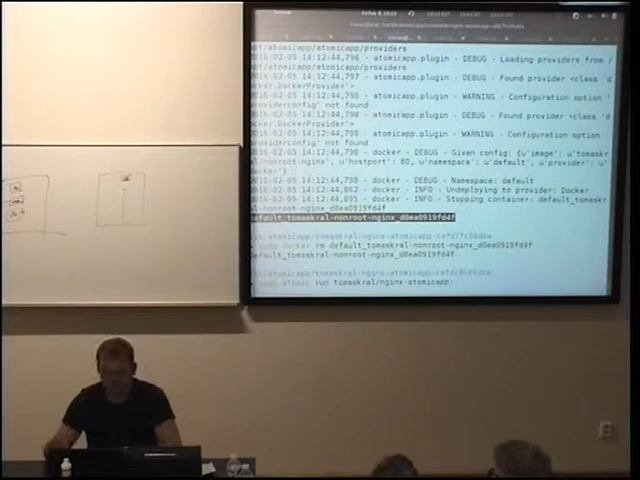 pt/atomicapp/atomicapp/providers
2016-02-05 14:12:44,796 - atomicapp.plugin - DEBUG - Loading providers from /
pt/atomicapp/atomicapp/providers
2016-02-05 14:12:44,797 - atomicapp.plugin - DEBUG - Found provider <class 'd
cker.DockerProvider'>
2016-02-05 14:12:44,798 - atomicapp.plugin - WARNING - Configuration option '
roviderconfig' not found
2016-02-05 14:12:44,798 - atomicapp.plugin - DEBUG - Found provider <class 'd
cker.DockerProvider'>
2016-02-05 14:12:44,798 - atomicapp.plugin - WARNING - Configuration option '
roviderconfig' not found
2016-02-05 14:12:44,798 - docker - DEBUG - Given config: {u'image': u'tomask
al/nonroot-nginx', u'hostport': 80, u'namespace': u'default', u'provider': u'
docker'}
2016-02-05 14:12:44,798 - docker - DEBUG - Namespace: default
2016-02-05 14:12:44,862 - docker - INFO - Undeploying to provider: Docker
2016-02-05 14:12:44,895 - docker - INFO - Stopping container: default_tomaskr
al-nonroot-nginx_d0ea0919fd4f
default_tomaskral-nonroot-nginx_d0ea0919fd4f
sudo docker rm default_tomaskral-nonroot-nginx_d0ea0919fd4f
default_tomaskral-nonroot-nginx_d0ea0919fd4f
sudo atomic run tomaskral/nginx-atomicapp: